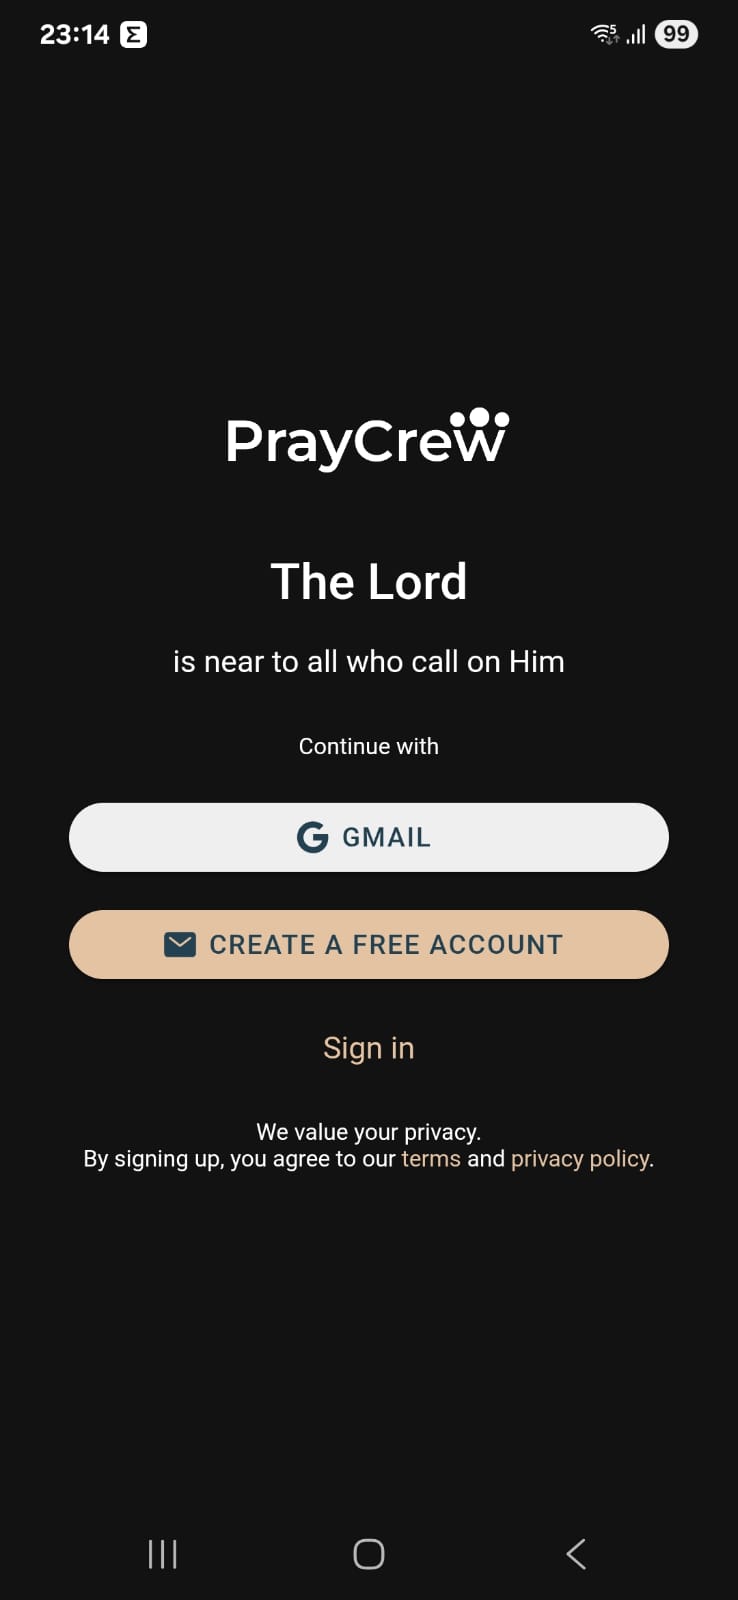 23:14 Σ 5 99
PrayCrew
The Lord
is near to all who call on Him
Continue with
G GMAIL
CREATE A FREE ACCOUNT
Sign in
We value your privacy.
By signing up, you agree to our terms and privacy policy.